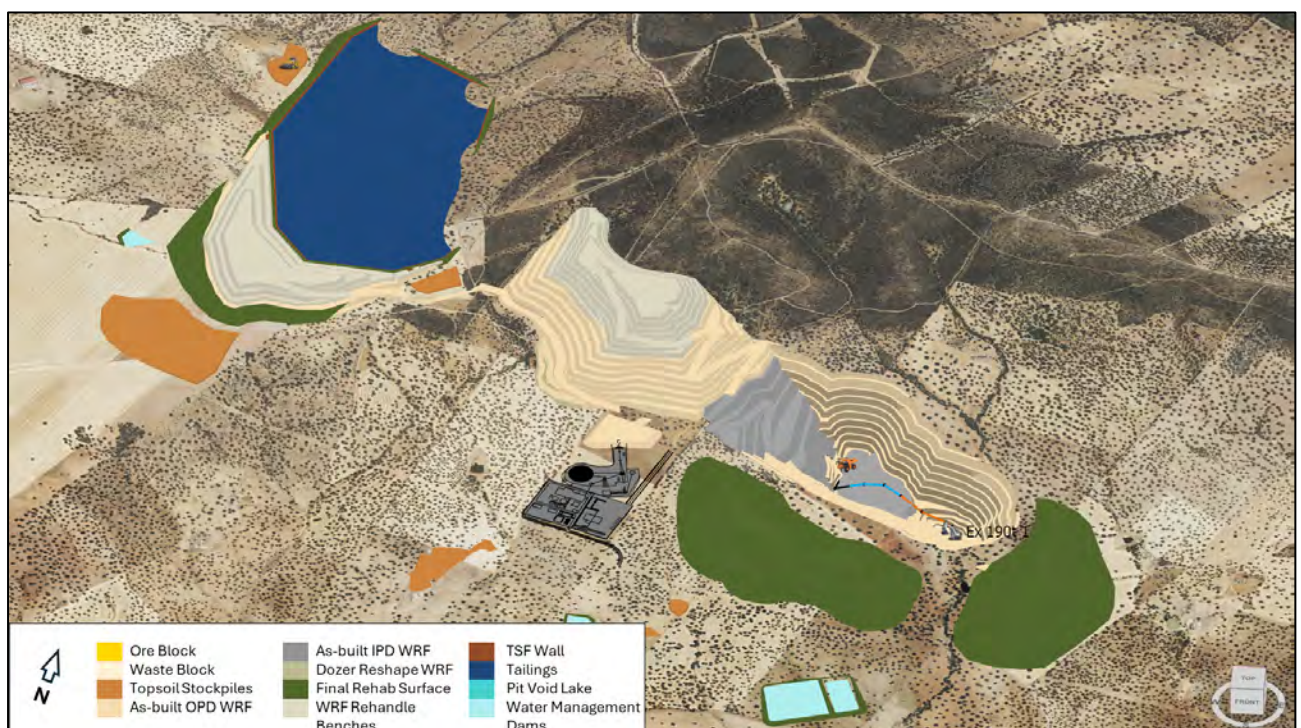 Ex 190t 1
N
Ore Block
Waste Block
Topsoil Stockpiles
As-built OPD WRF
As-built IPD WRF
Dozer Reshape WRF
Final Rehab Surface
WRF Rehandle
Benches
TSF Wall
Tailings
Pit Void Lake
Water Management
Dams
TOP
FRONT